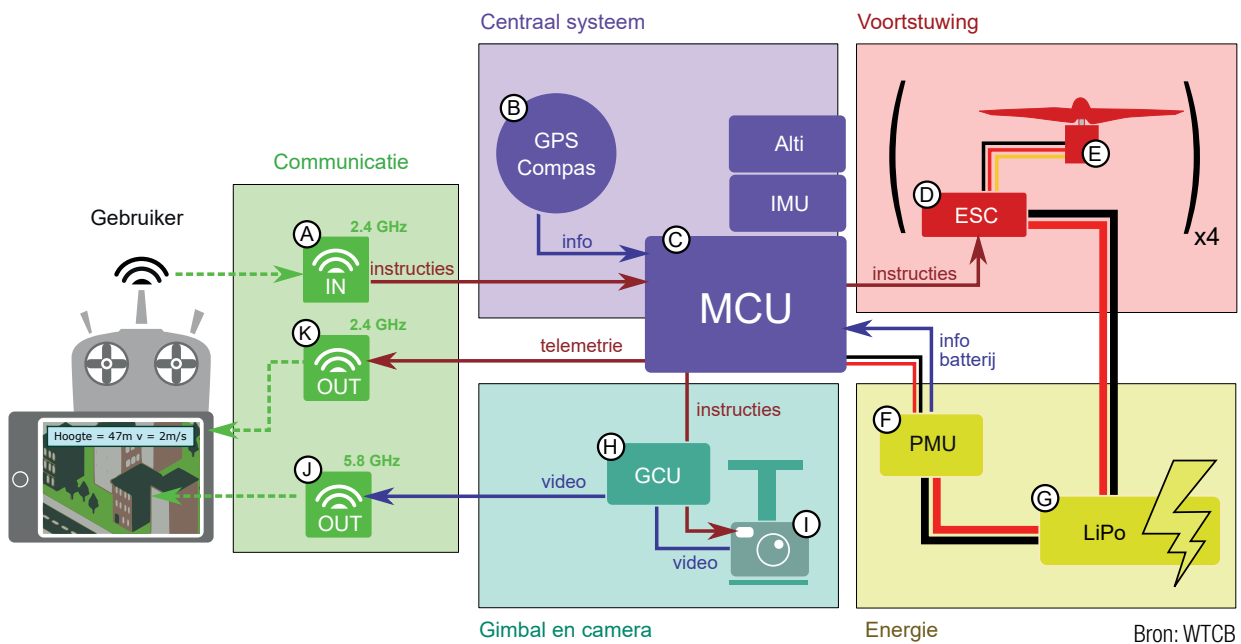 Centraal systeem
Voortstuwing
B
GPS
Compas
Alti
IMU
E
D
ESC
x4
Communicatie
Gebruiker
A
2.4 GHz
IN
instructies
info
C
MCU
instructies
K
2.4 GHz
OUT
telemetrie
info
batterij
instructies
Hoogte = 47m v = 2m/s
F
PMU
H
GCU
J
5.8 GHz
OUT
video
I
video
G
LiPo
Gimbal en camera
Energie
Bron: WTCB